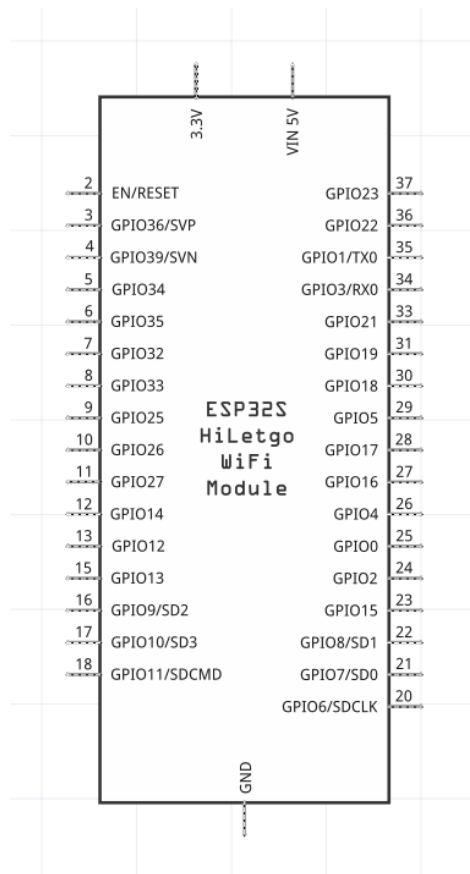 3.3V
VIN 5V
2 EN/RESET GPIO23 37
3 GPIO36/SVP GPIO22 36
4 GPIO39/SVN GPIO1/TX0 35
5 GPIO34 GPIO3/RX0 34
6 GPIO35 GPIO21 33
7 GPIO32 GPIO19 31
8 GPIO33 GPIO18 30
9 GPIO25 GPIO5 29
10 GPIO26 GPIO17 28
11 GPIO27 GPIO16 27
12 GPIO14 GPIO4 26
13 GPIO12 GPIO0 25
15 GPIO13 GPIO2 24
16 GPIO9/SD2 GPIO15 23
17 GPIO10/SD3 GPIO8/SD1 22
18 GPIO11/SDCMD GPIO7/SD0 21
GPIO6/SDCLK 20
ESP32S
HiLetgo
WiFi
Module
GND